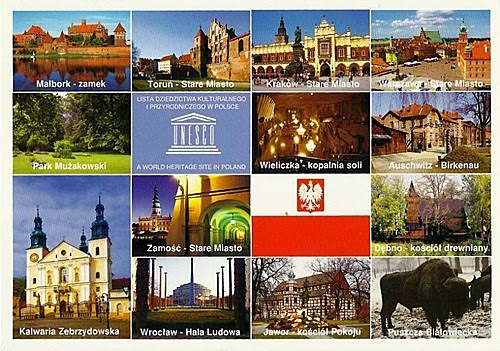 Malbork - zamek
Toruń - Stare Miasto
Kraków - Stare Miasto
Warszawa - Stare Miasto
Park Mużakowski
LISTA DZIEDZICTWA KULTURALNEGO
I PRZYRODNICZEGO W POLSCE
UNESCO
A WORLD HERITAGE SITE IN POLAND
Wieliczka - kopalnia soli
Auschwitz - Birkenau
Kalwaria Zebrzydowska
Zamość - Stare Miasto
Dębno - kościół drewniany
Wrocław - Hala Ludowa
Jawor - kościół Pokoju
Puszcza Białowieska